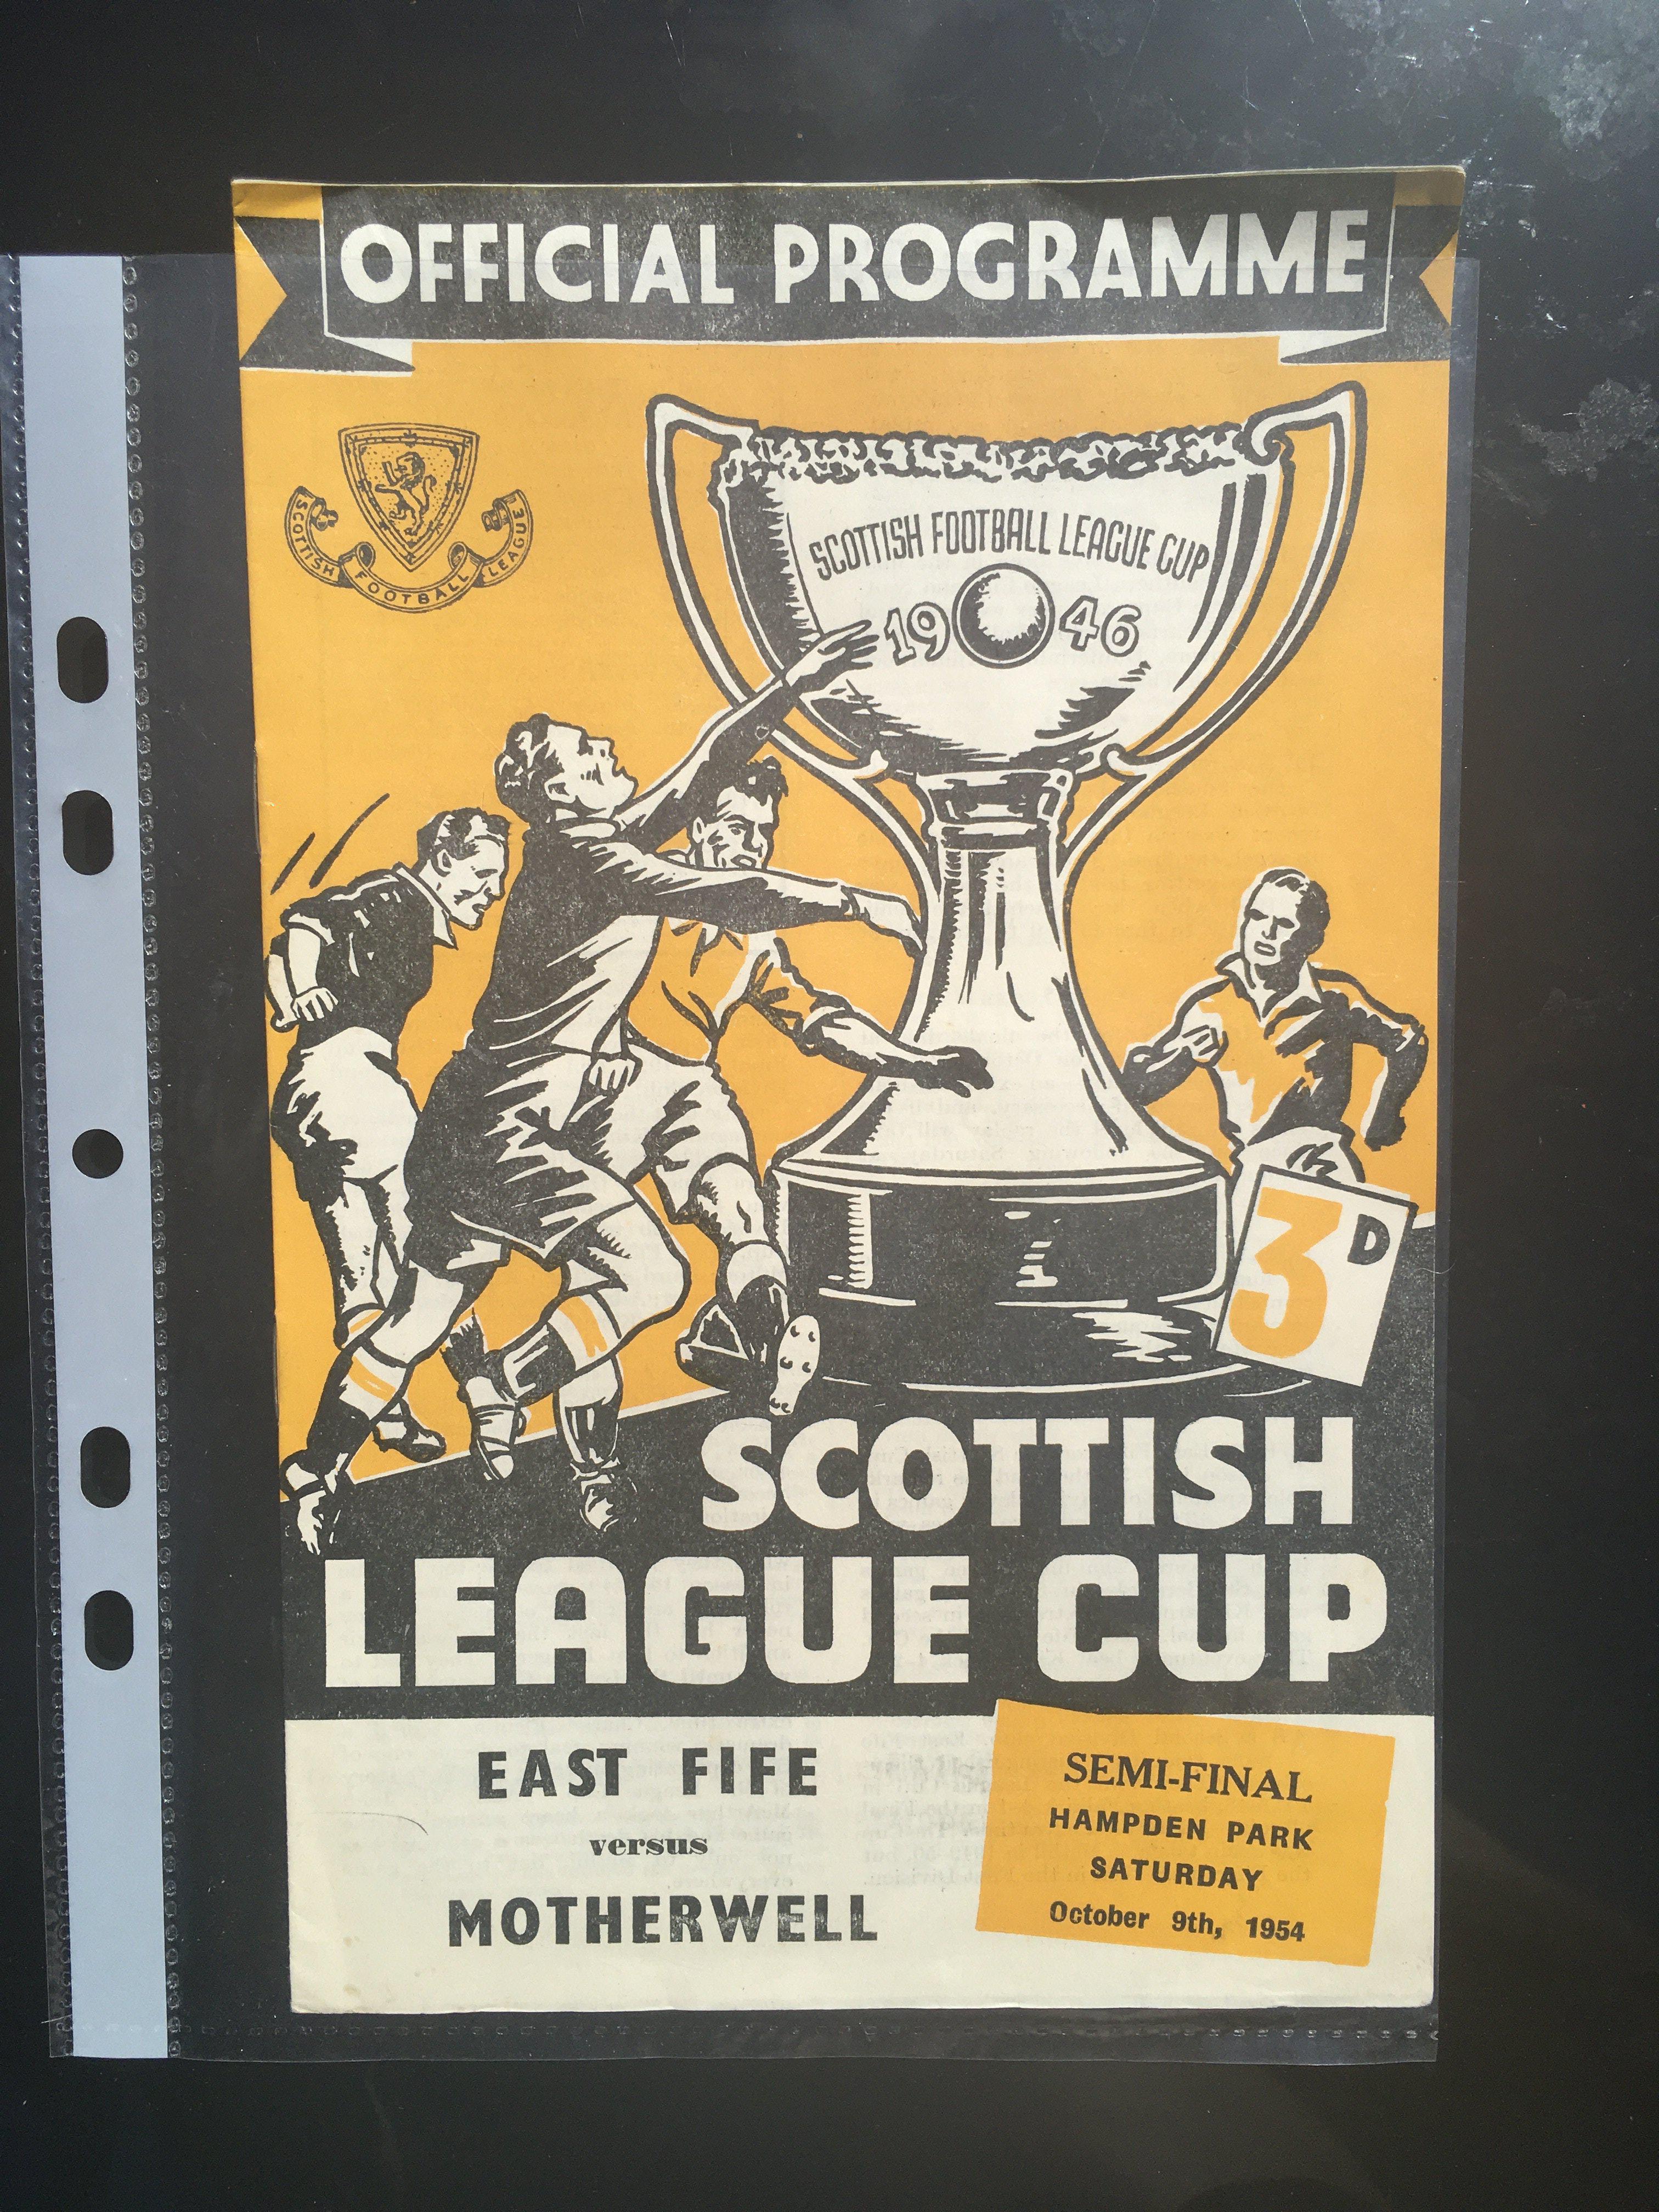 OFFICIAL PROGRAMME
SCOTTISH FOOTBALL LEAGUE
SCOTTISH FOOTBALL LEAGUE CUP
19 46
3D
SCOTTISH
LEAGUE CUP
EAST FIFE
versus
MOTHERWELL
SEMI-FINAL
HAMPDEN PARK
SATURDAY
October 9th, 1954